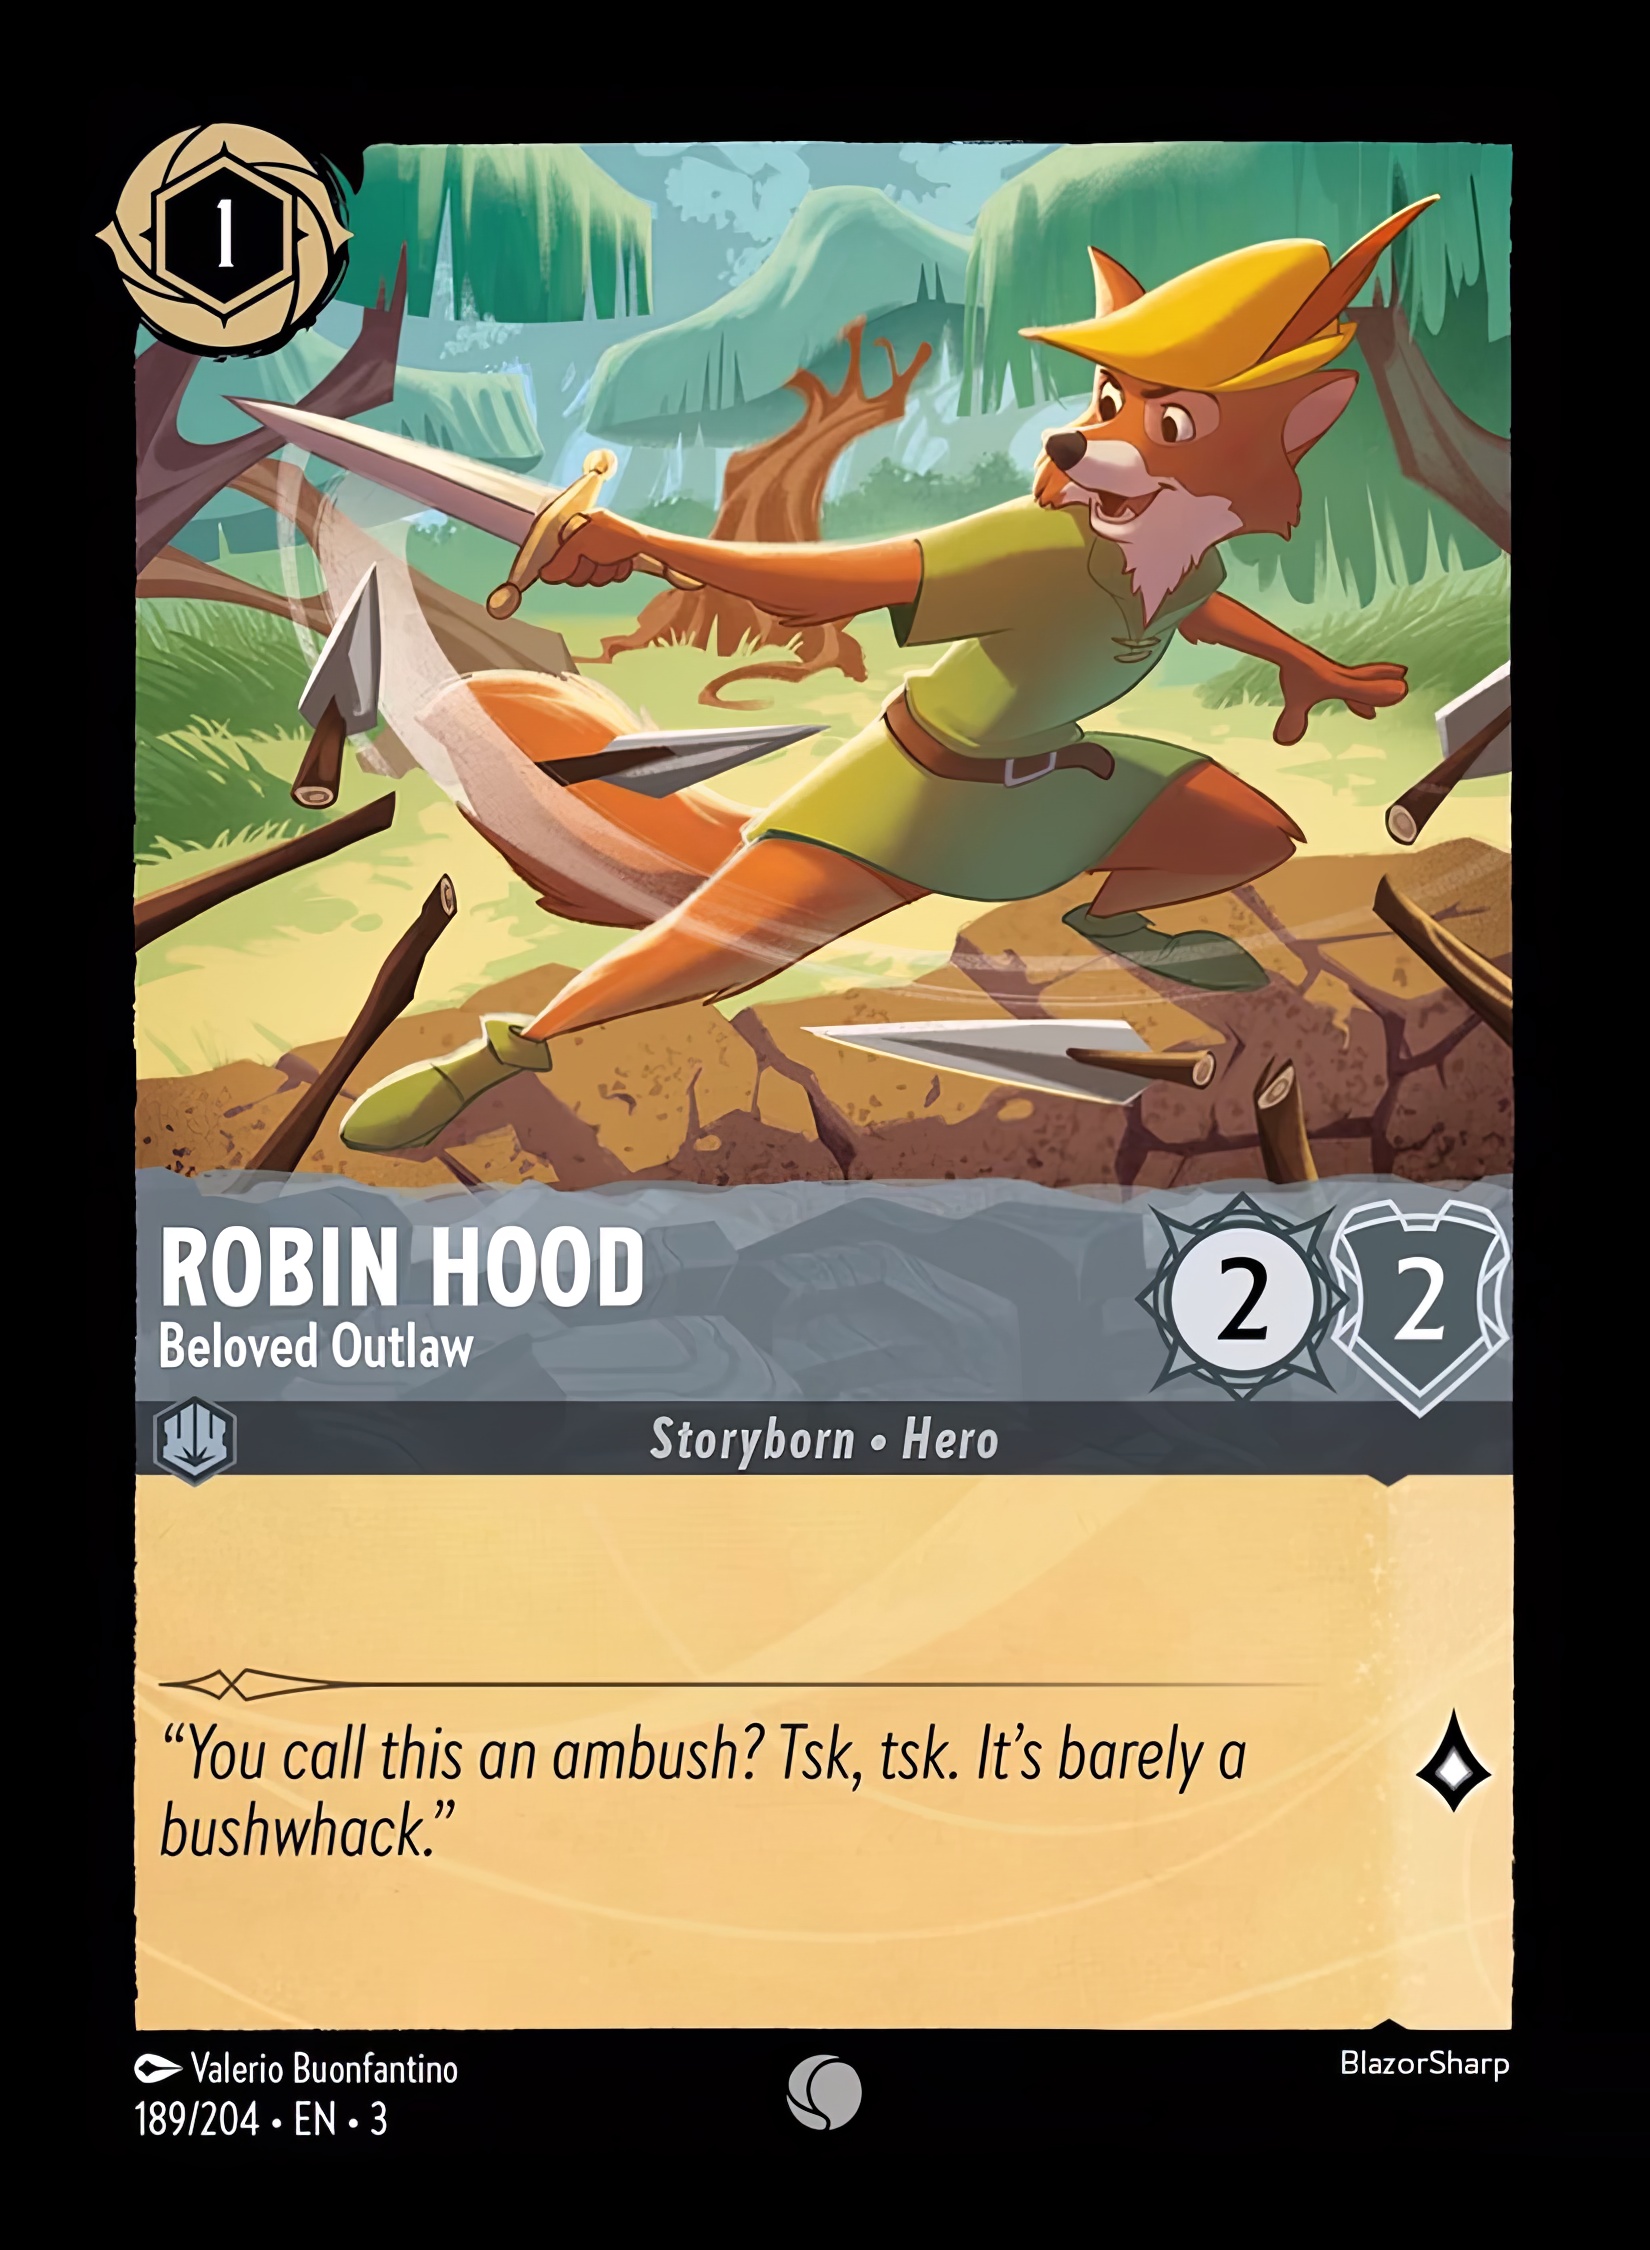 1
ROBIN HOOD
Beloved Outlaw
2
2
Storyborn • Hero
“You call this an ambush? Tsk, tsk. It’s barely a
bushwhack.”
Valerio Buonfantino
BlazorSharp
189/204 • EN • 3